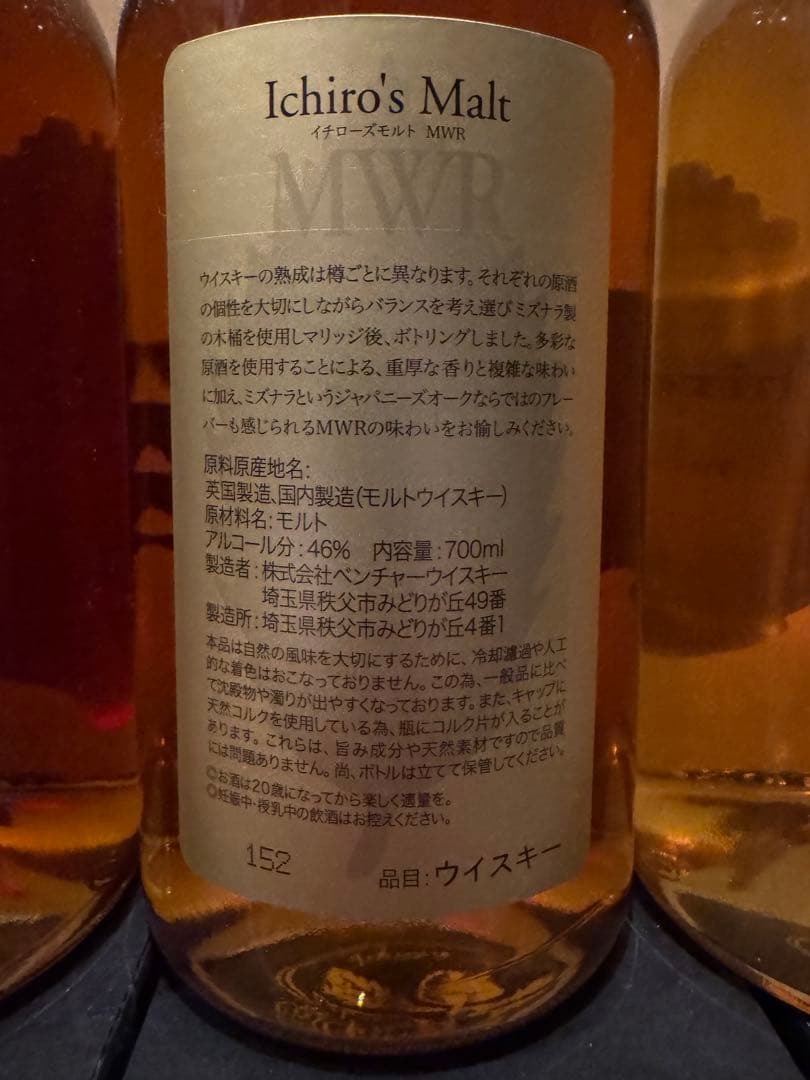 Ichiro's Malt
イチローズモルト MWR
MWR
ウイスキーの熟成は樽ごとに異なります。それぞれの原酒
の個性を大切にしながらバランスを考え選びミズナラ製
の木桶を使用しマリッジ後、ボトリングしました。多彩な
原酒を使用することによる、重厚な香りと複雑な味わい
に加え、ミズナラというジャパニーズオークならではのフレー
バーも感じられるMWRの味わいをお愉しみください。
原料原産地名:
英国製造、国内製造(モルトウイスキー)
原材料名:モルト
アルコール分:46% 内容量:700ml
製造者:株式会社ベンチャーウイスキー
埼玉県秩父市みどりが丘49番
製造所:埼玉県秩父市みどりが丘4番1
本品は自然の風味を大切にするために、冷却濾過や人工
的な着色はおこなっておりません。この為、一般品に比べ
て沈殿物や濁りが出やすくなっております。また、キャップに
天然コルクを使用している為、瓶にコルク片が入ることが
あります。これらは、旨み成分や天然素材ですので品質
には問題ありません。尚、ボトルは立てて保管してください。
◎お酒は20歳になってから楽しく適量を。
◎妊娠中・授乳中の飲酒はお控えください。
152
品目:ウイスキー